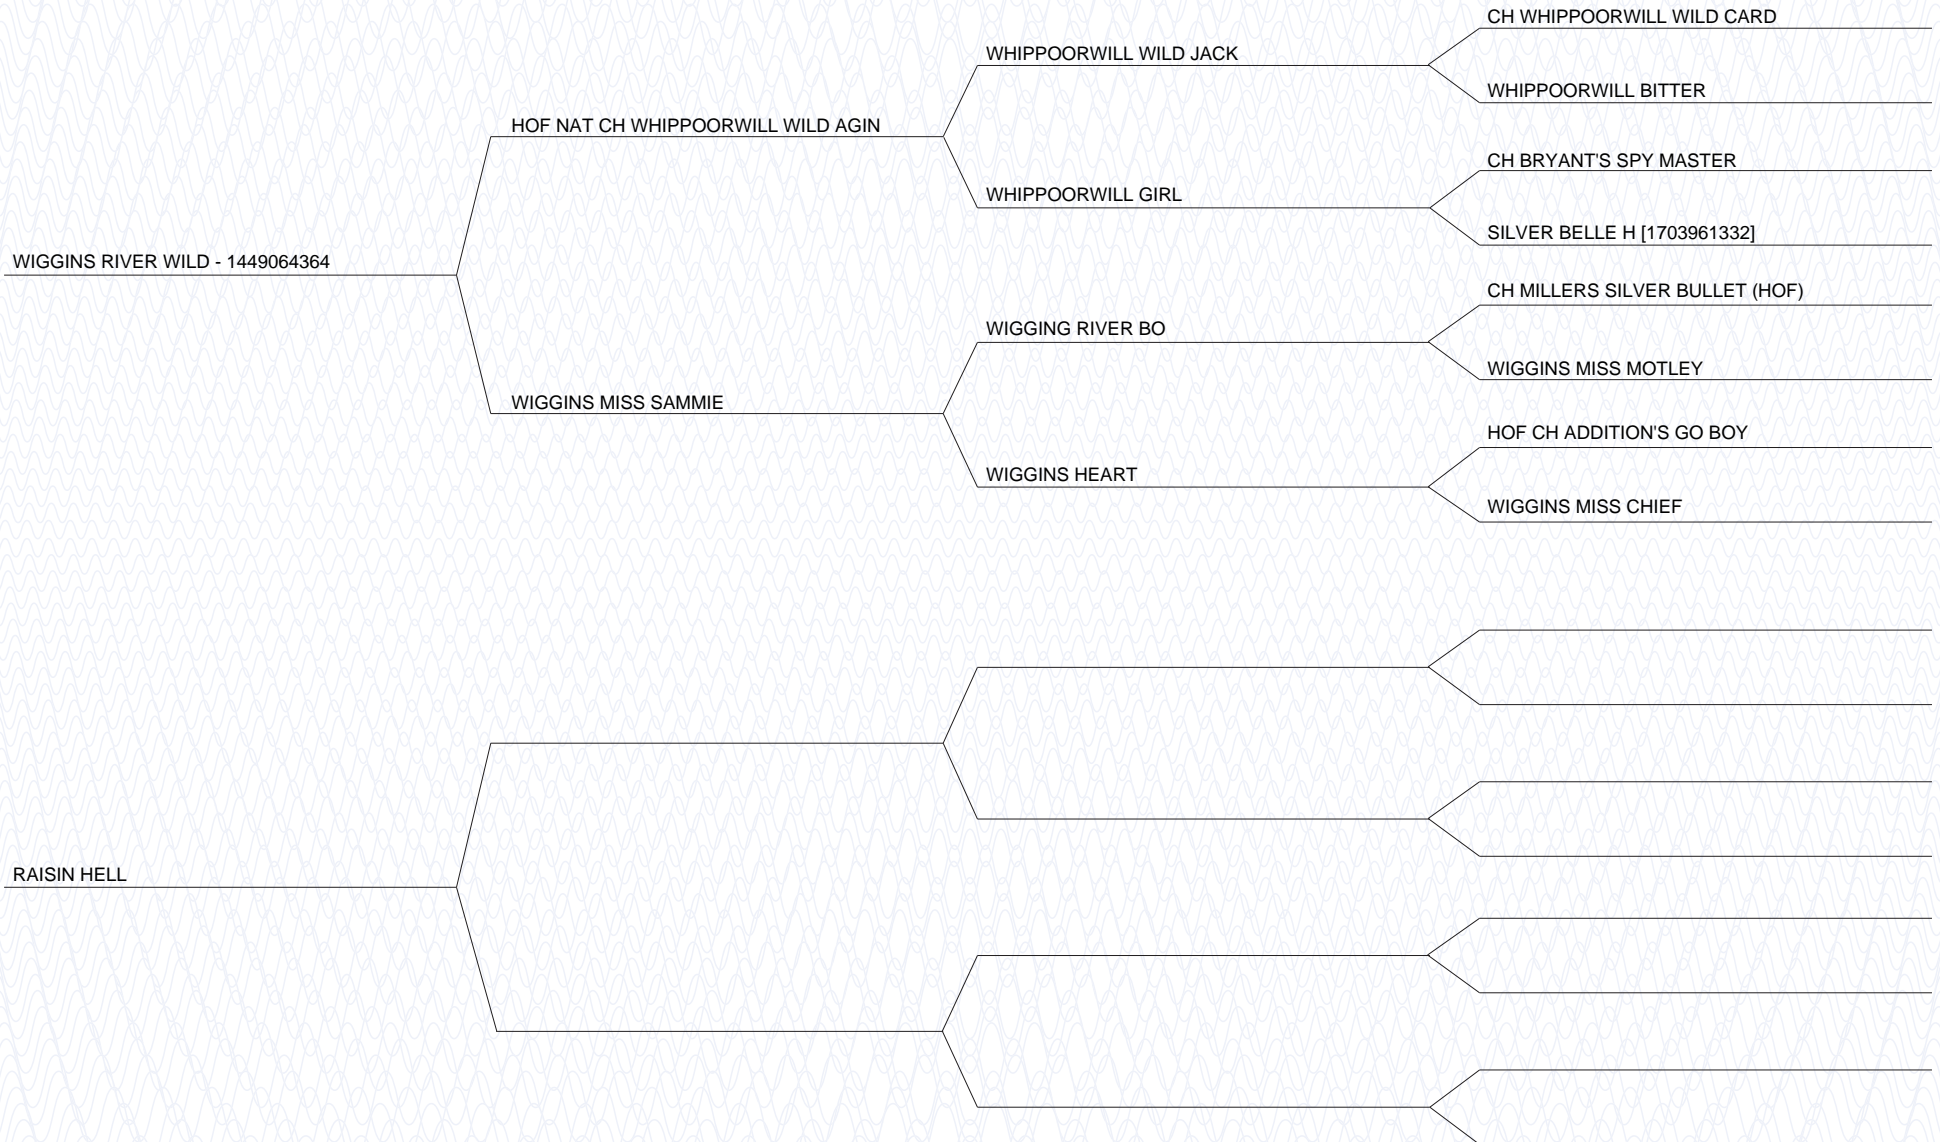 CH WHIPPOORWILL WILD CARD
WHIPPOORWILL WILD JACK
WHIPPOORWILL BITTER
HOF NAT CH WHIPPOORWILL WILD AGIN
CH BRYANT'S SPY MASTER
WHIPPOORWILL GIRL
SILVER BELLE H [1703961332]
WIGGINS RIVER WILD - 1449064364
CH MILLERS SILVER BULLET (HOF)
WIGGING RIVER BO
WIGGINS MISS MOTLEY
WIGGINS MISS SAMMIE
HOF CH ADDITION'S GO BOY
WIGGINS HEART
WIGGINS MISS CHIEF
RAISIN HELL